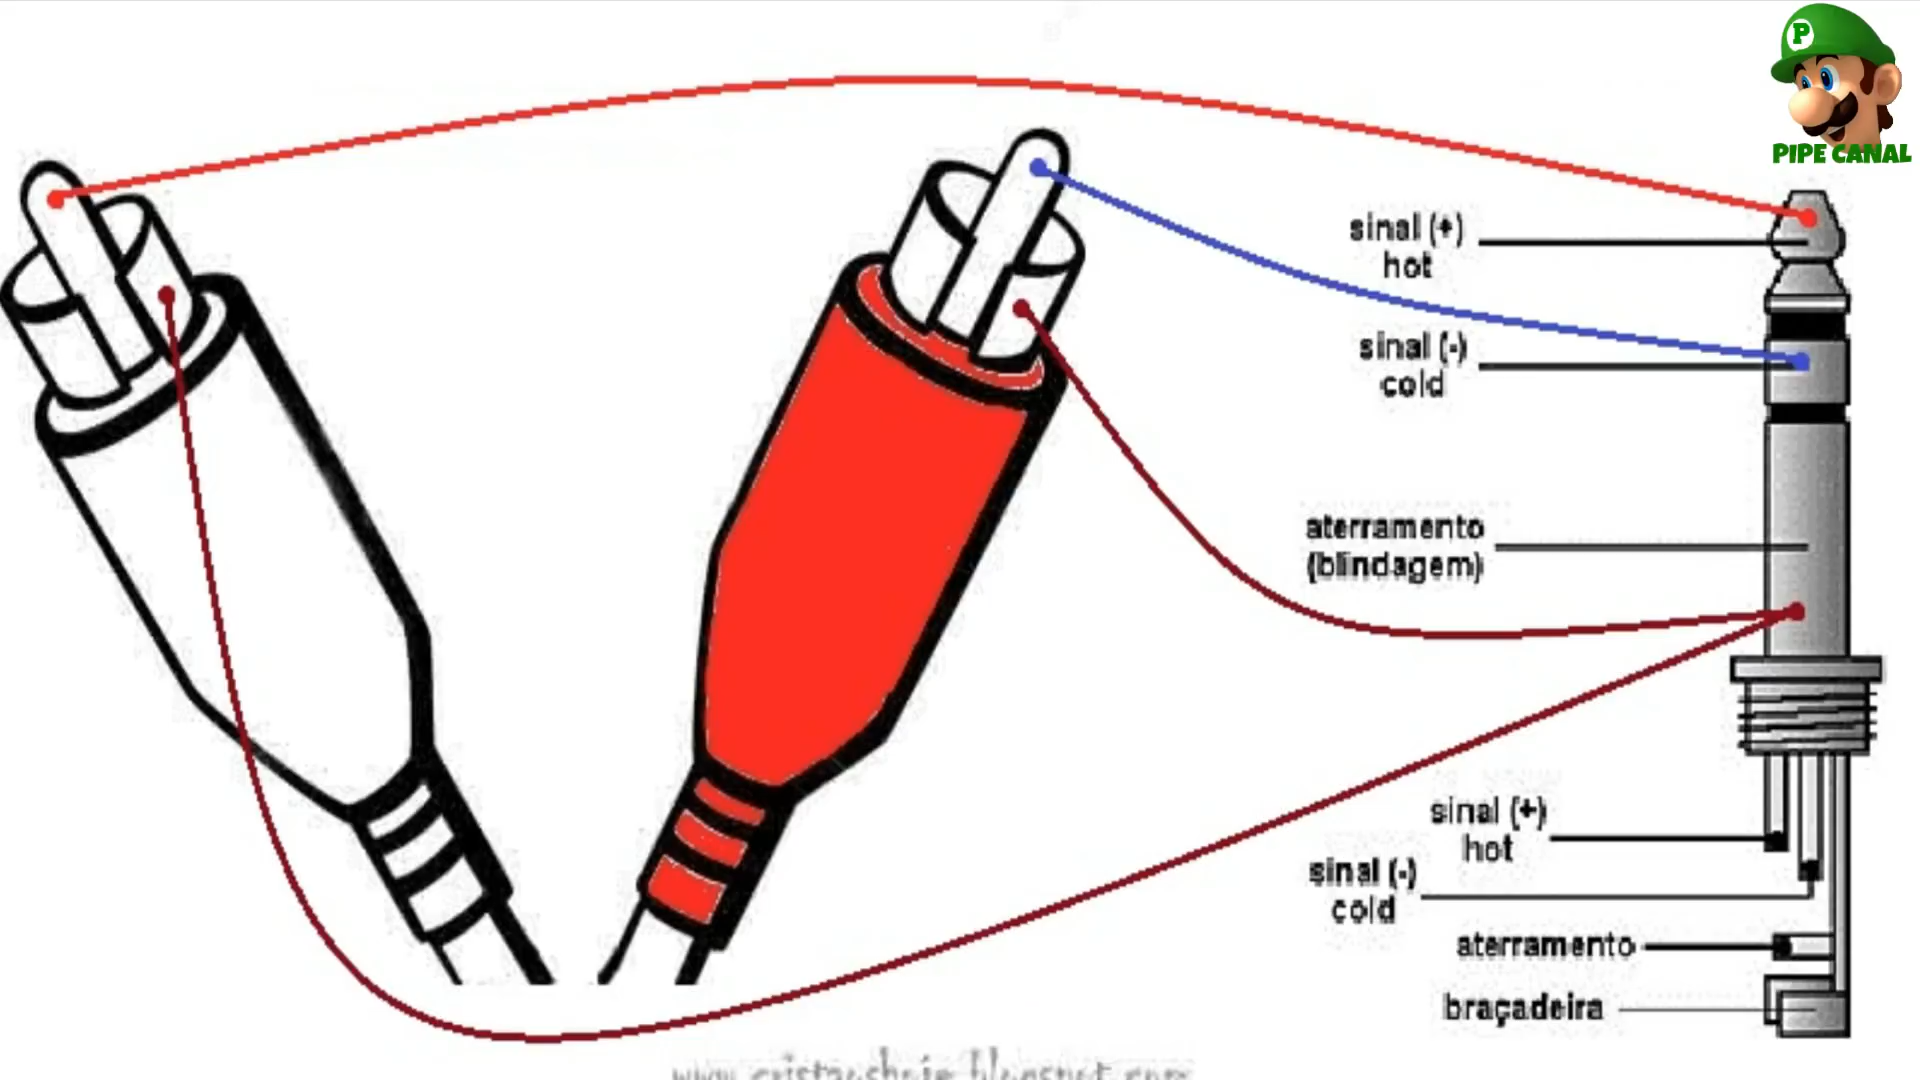 P
PIPE CANAL
sinal (+)
hot
sinal (-)
cold
aterramento
(blindagem)
sinal (+)
hot
sinal (-)
cold
aterramento
braçadeira